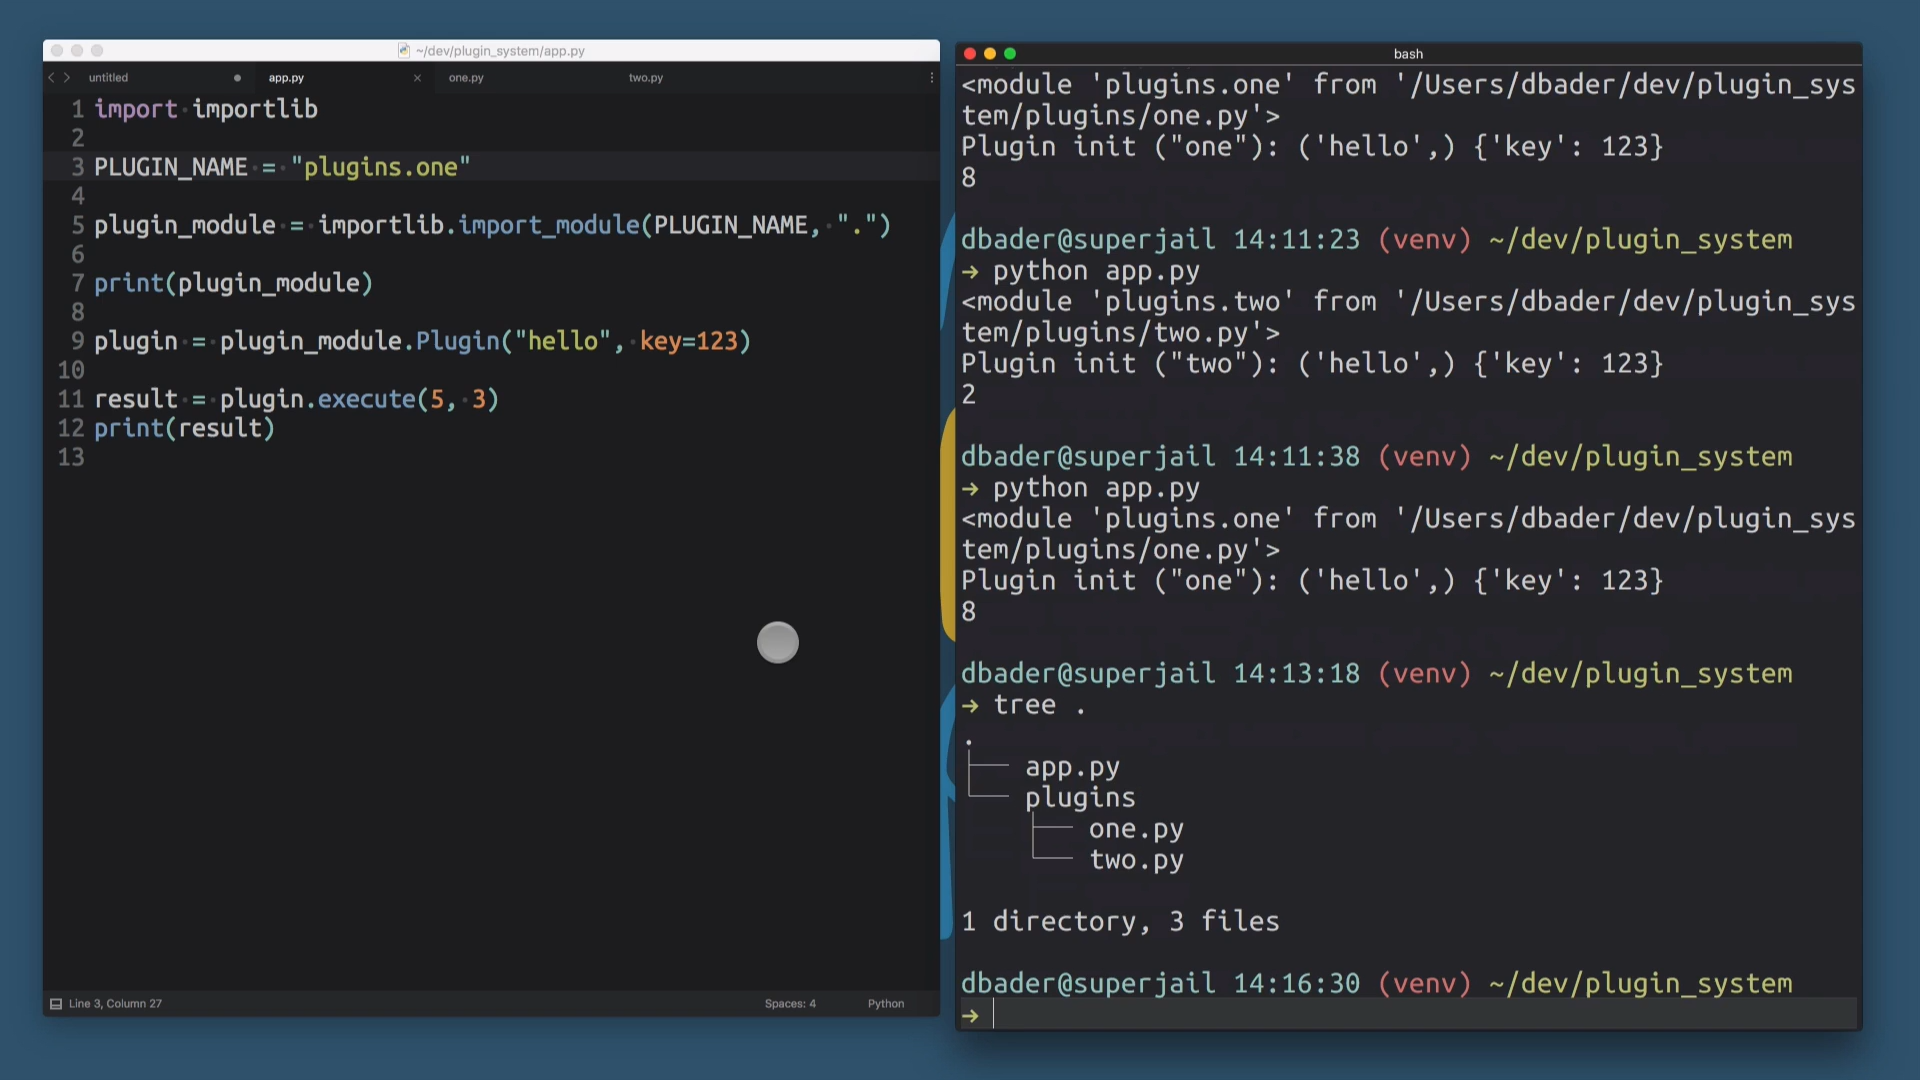 ~/dev/plugin_system/app.py
untitled
app.py
one.py
two.py
1 import importlib
2
3 PLUGIN_NAME = "plugins.one"
4
5 plugin_module = importlib.import_module(PLUGIN_NAME, ".")
6
7 print(plugin_module)
8
9 plugin = plugin_module.Plugin("hello", key=123)
10
11 result = plugin.execute(5, 3)
12 print(result)
13
Line 3, Column 27
Spaces: 4
Python
bash
<module 'plugins.one' from '/Users/dbader/dev/plugin_sys
tem/plugins/one.py'>
Plugin init ("one"): ('hello',) {'key': 123}
8
dbader@superjail 14:11:23 (venv) ~/dev/plugin_system
→ python app.py
<module 'plugins.two' from '/Users/dbader/dev/plugin_sys
tem/plugins/two.py'>
Plugin init ("two"): ('hello',) {'key': 123}
2
dbader@superjail 14:11:38 (venv) ~/dev/plugin_system
→ python app.py
<module 'plugins.one' from '/Users/dbader/dev/plugin_sys
tem/plugins/one.py'>
Plugin init ("one"): ('hello',) {'key': 123}
8
dbader@superjail 14:13:18 (venv) ~/dev/plugin_system
→ tree .
.
├── app.py
└── plugins
    ├── one.py
    └── two.py
1 directory, 3 files
dbader@superjail 14:16:30 (venv) ~/dev/plugin_system
→